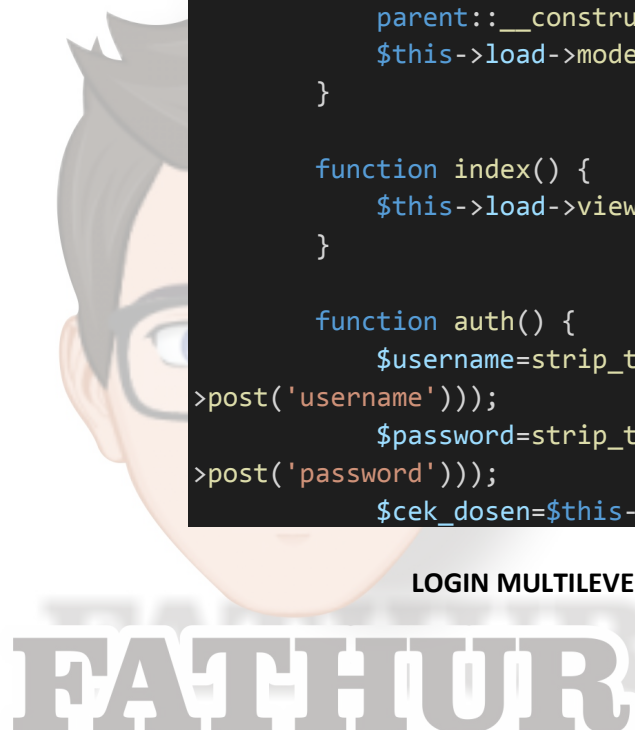 parent::__constru
$this->load->mode
}
function index() {
$this->load->view
}
function auth() {
$username=strip_t
>post('username')));
$password=strip_t
>post('password')));
$cek_dosen=$this-
LOGIN MULTILEVE
FATHUR